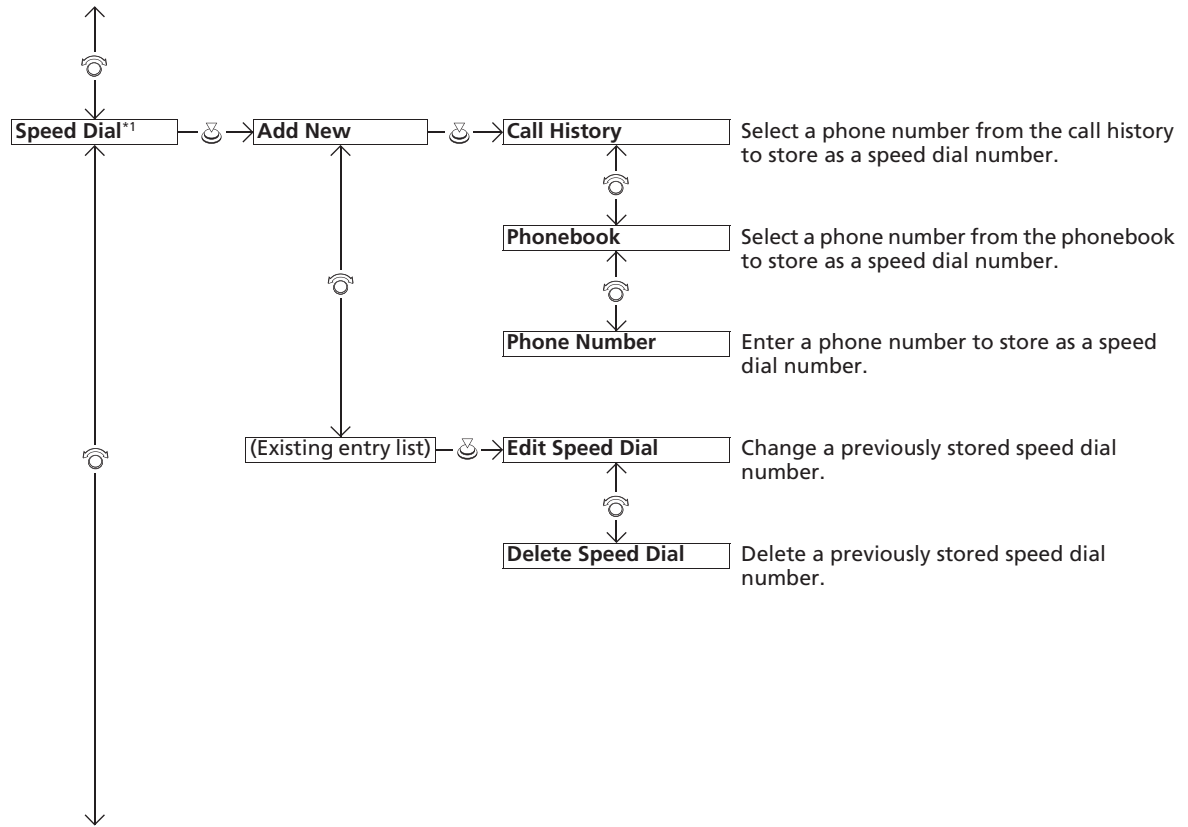 Speed Dial*1
Add New
Call History
Select a phone number from the call history
to store as a speed dial number.
Phonebook
Select a phone number from the phonebook
to store as a speed dial number.
Phone Number
Enter a phone number to store as a speed
dial number.
(Existing entry list)
Edit Speed Dial
Change a previously stored speed dial
number.
Delete Speed Dial
Delete a previously stored speed dial
number.